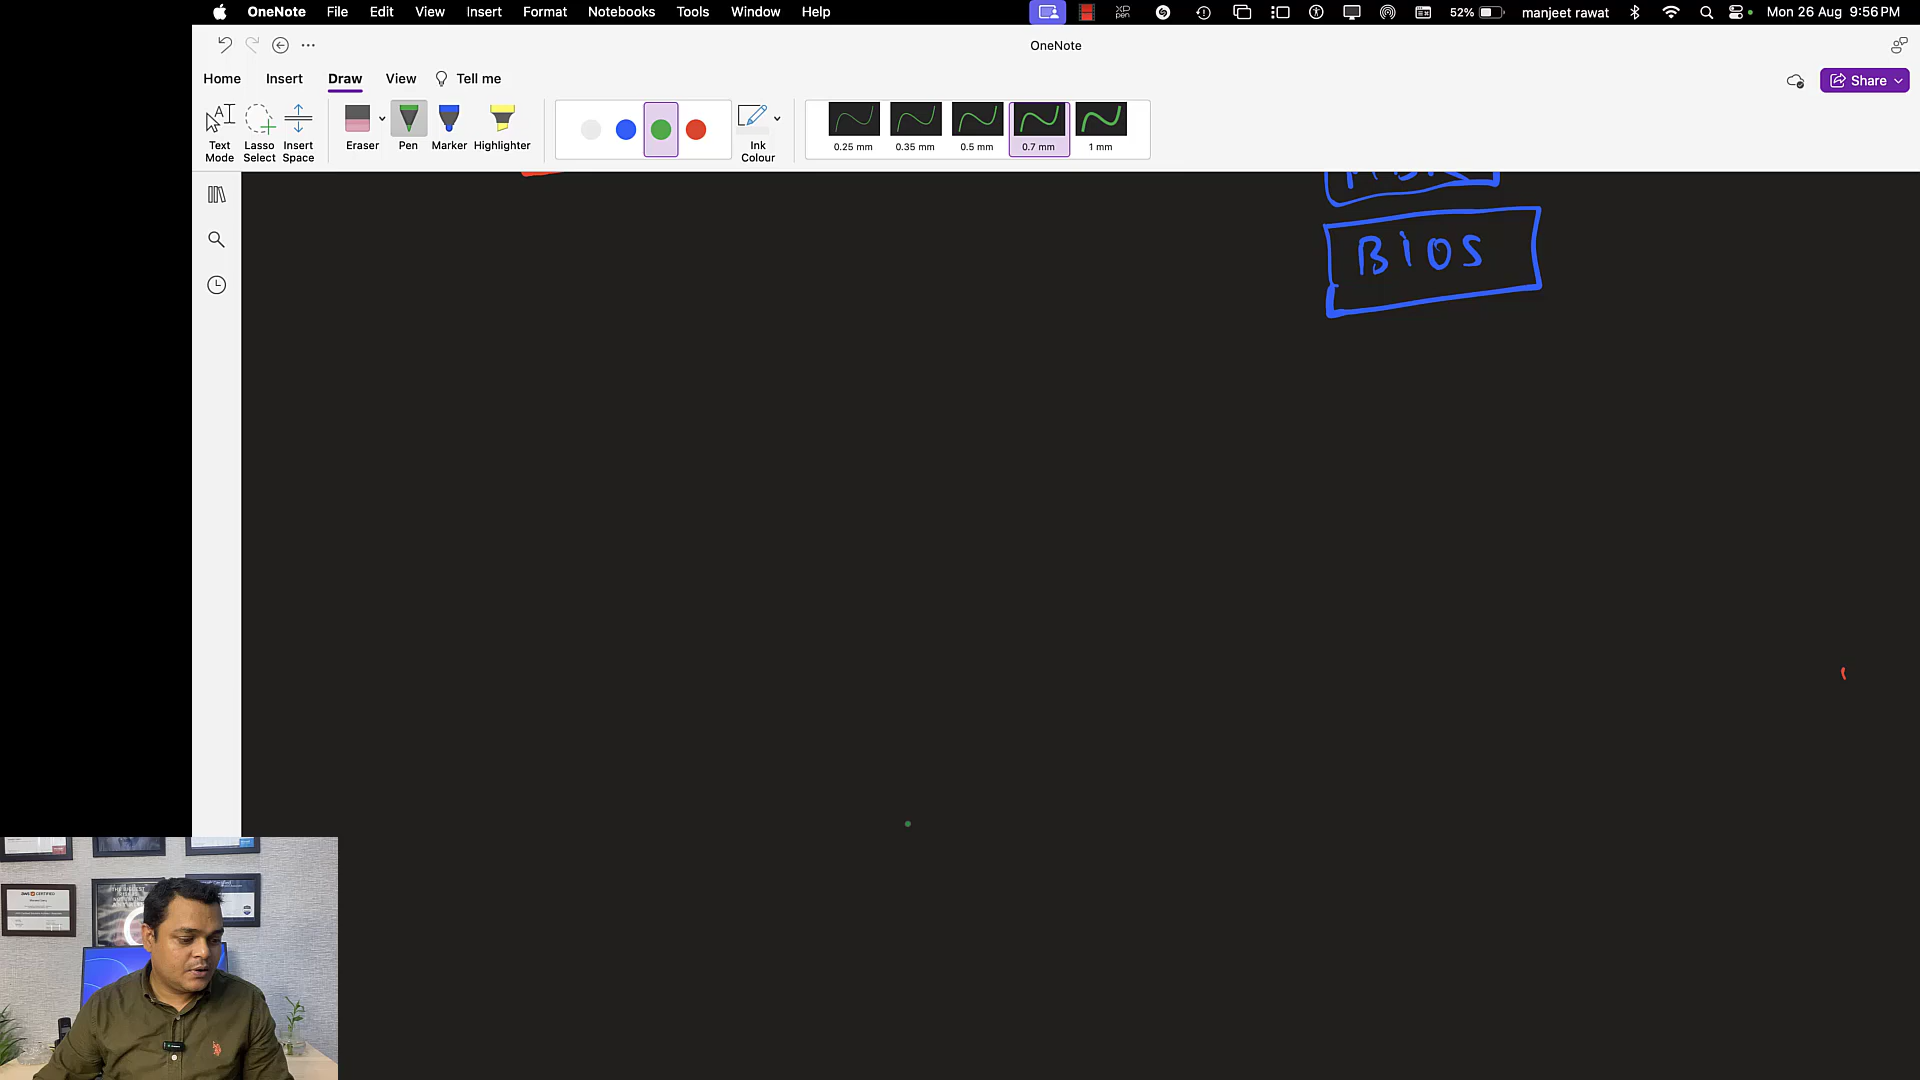 OneNote File Edit View Insert Format Notebooks Tools Window Help XP pen 52% manjeet rawat Mon 26 Aug 9:56 PM
OneNote
Home Insert Draw View Tell me Share
Text Mode Lasso Select Insert Space Eraser Pen Marker Highlighter Ink Colour 0.25 mm 0.35 mm 0.5 mm 0.7 mm 1 mm
BIOS